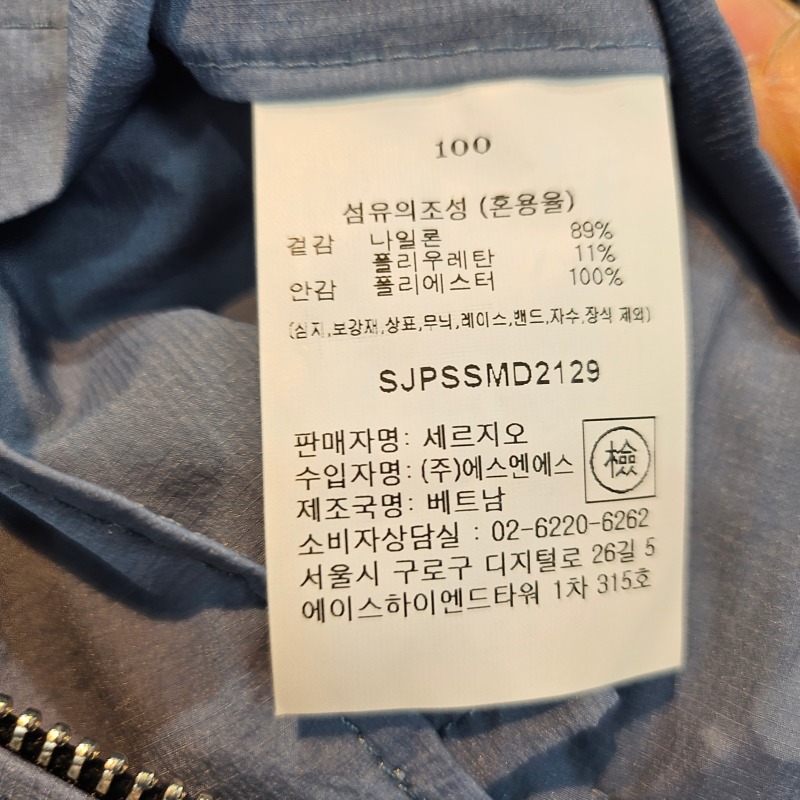 100
섬유의조성 (혼용율)
겉감 나일론 89%
폴리우레탄 11%
안감 폴리에스터 100%
(심지,보강재,상표,무늬,레이스,밴드,자수,장식 제외)
SJPSSMD2129
판매자명: 세르지오
수입자명: (주)에스엔에스
檢
제조국명: 베트남
소비자상담실 : 02-6220-6262
서울시 구로구 디지털로 26길 5
에이스하이엔드타워 1차 315호